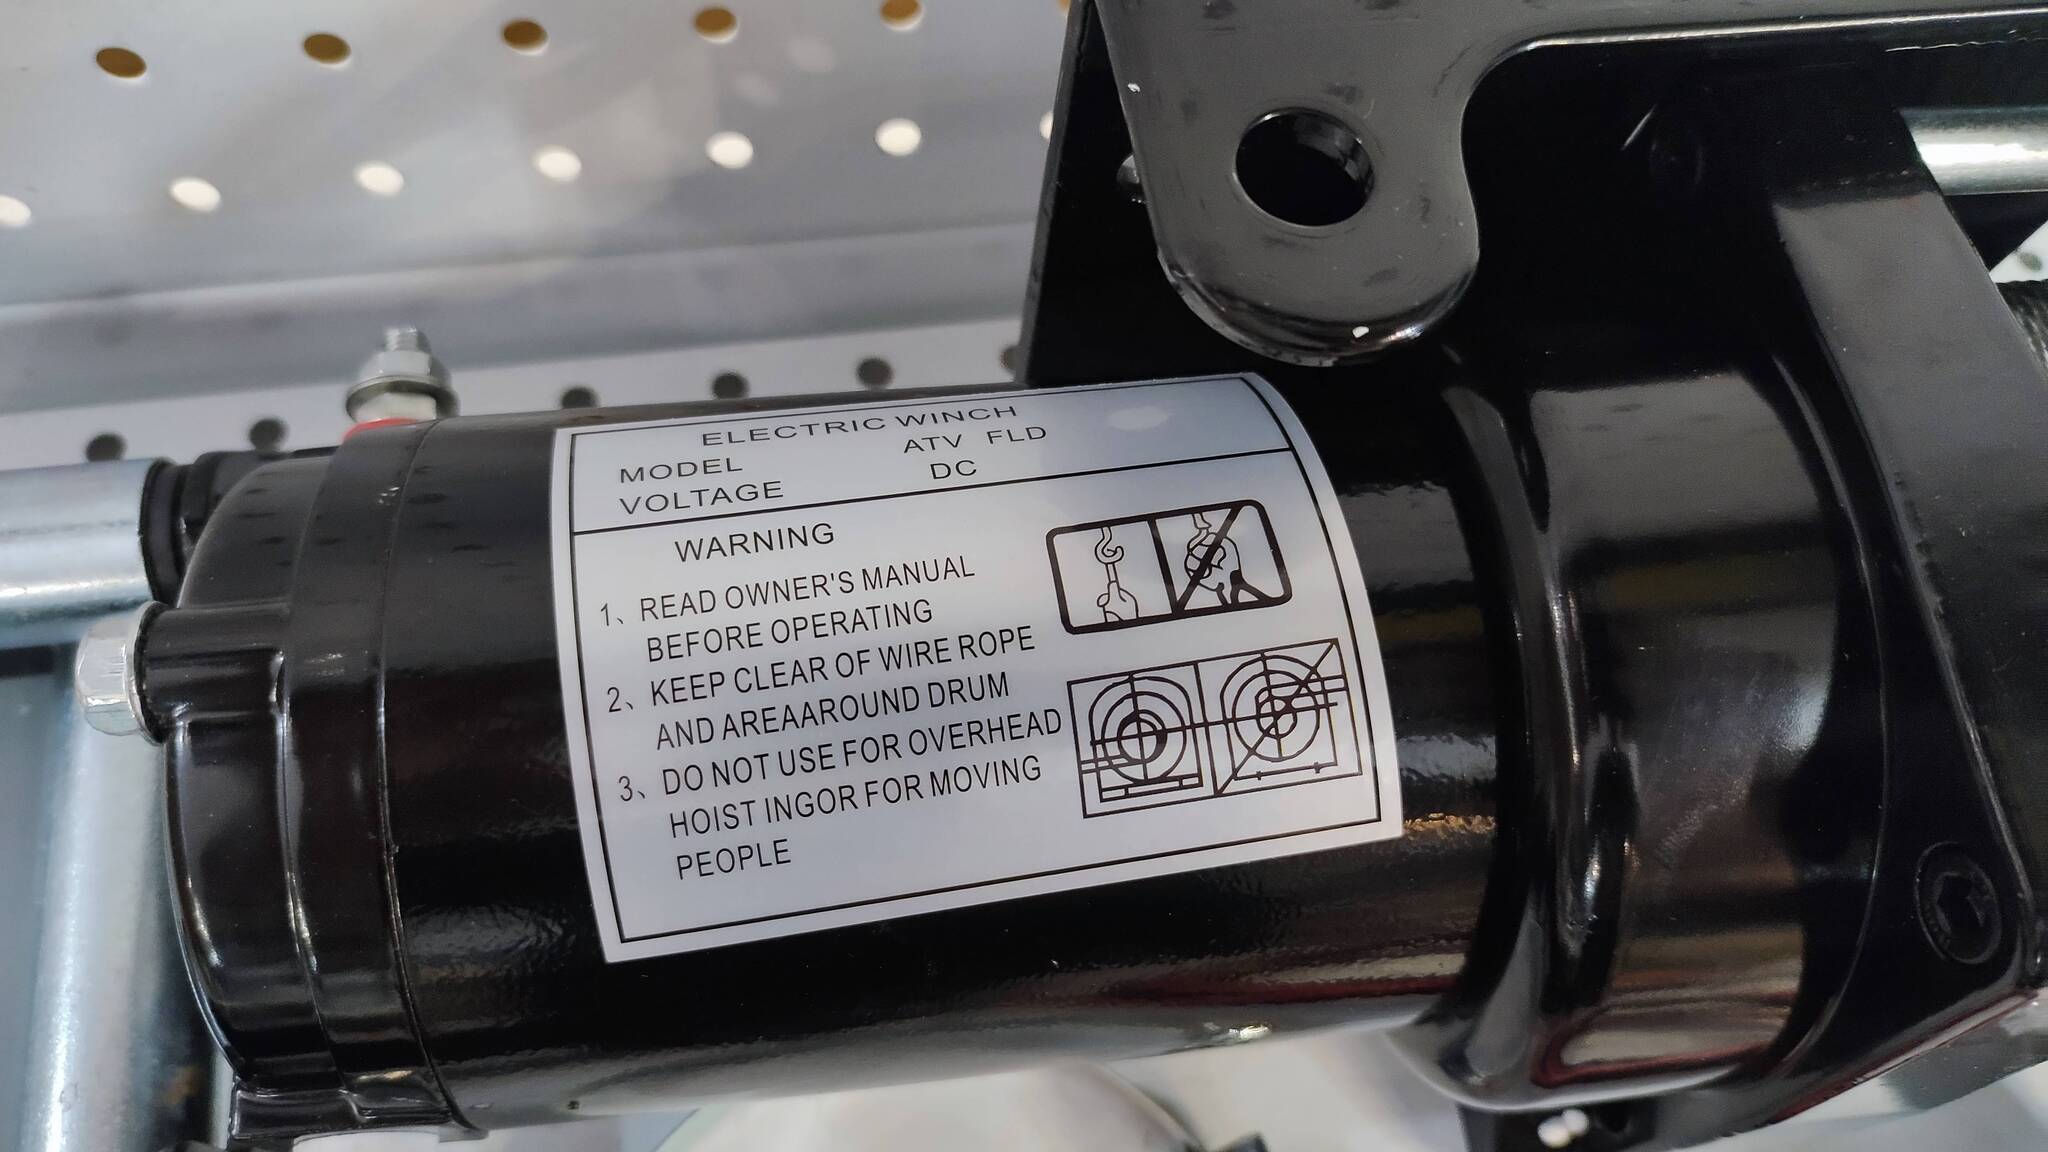 ELECTRIC WINCH
MODEL ATV FLD
VOLTAGE DC
WARNING
1、READ OWNER'S MANUAL
BEFORE OPERATING
2、KEEP CLEAR OF WIRE ROPE
AND AREAAROUND DRUM
3、DO NOT USE FOR OVERHEAD
HOIST INGOR FOR MOVING
PEOPLE